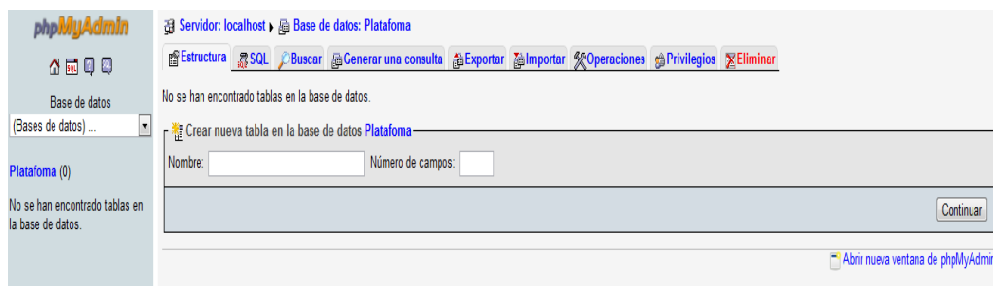 phpMyAdmin
Base de datos
(Bases de datos) ...
Platafoma (0)
No se han encontrado tablas en
la base de datos.
Servidor: localhost ▸ Base de datos: Platafoma
Estructura SQL Buscar Generar una consulta Exportar Importar Operaciones Privilegios Eliminar
No se han encontrado tablas en la base de datos.
Crear nueva tabla en la base de datos Platafoma
Nombre: Número de campos:
Continuar
Abrir nueva ventana de phpMyAdmin